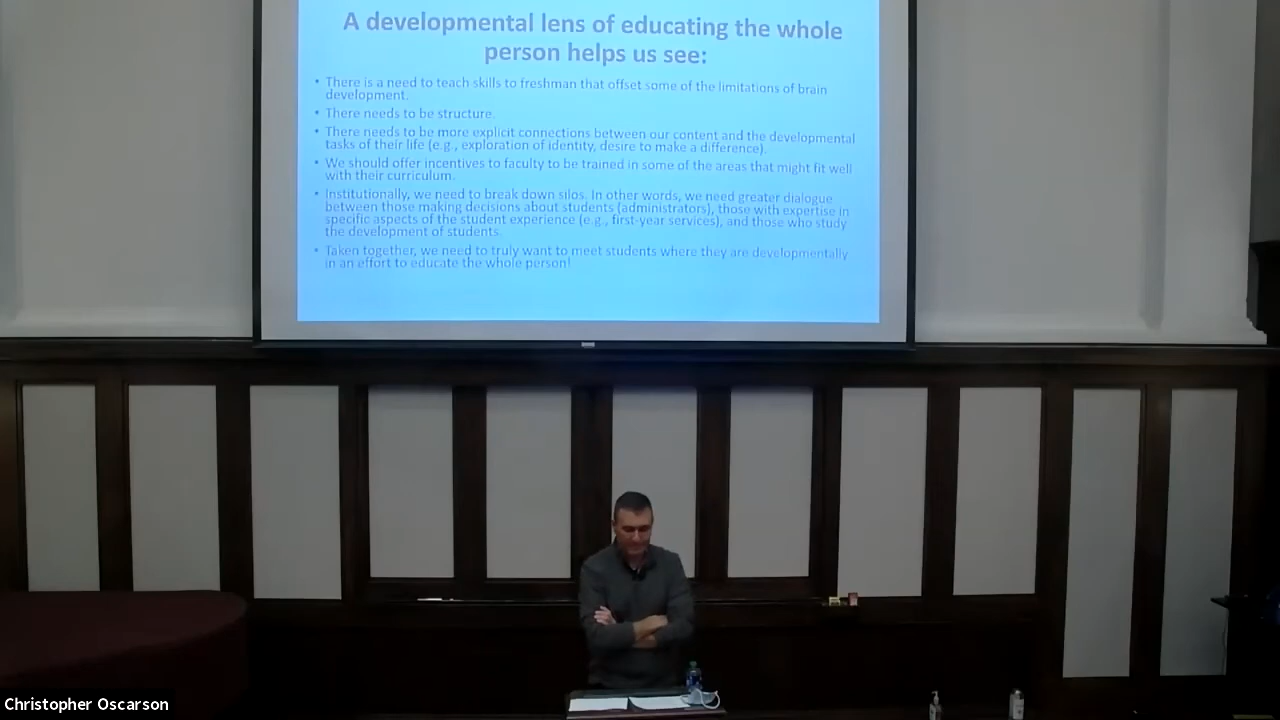 A developmental lens of educating the whole
person helps us see:
• There is a need to teach skills to freshman that offset some of the limitations of brain
development.
• There needs to be structure.
• There needs to be more explicit connections between our content and the developmental
tasks of their life (e.g., exploration of identity, desire to make a difference).
• We should offer incentives to faculty to be trained in some of the areas that might fit well
with their curriculum.
• Institutionally, we need to break down silos. In other words, we need greater dialogue
between those making decisions about students (administrators), those with expertise in
specific aspects of the student experience (e.g., first-year services), and those who study
the development of students.
• Taken together, we need to truly want to meet students where they are developmentally
in an effort to educate the whole person!
Christopher Oscarson